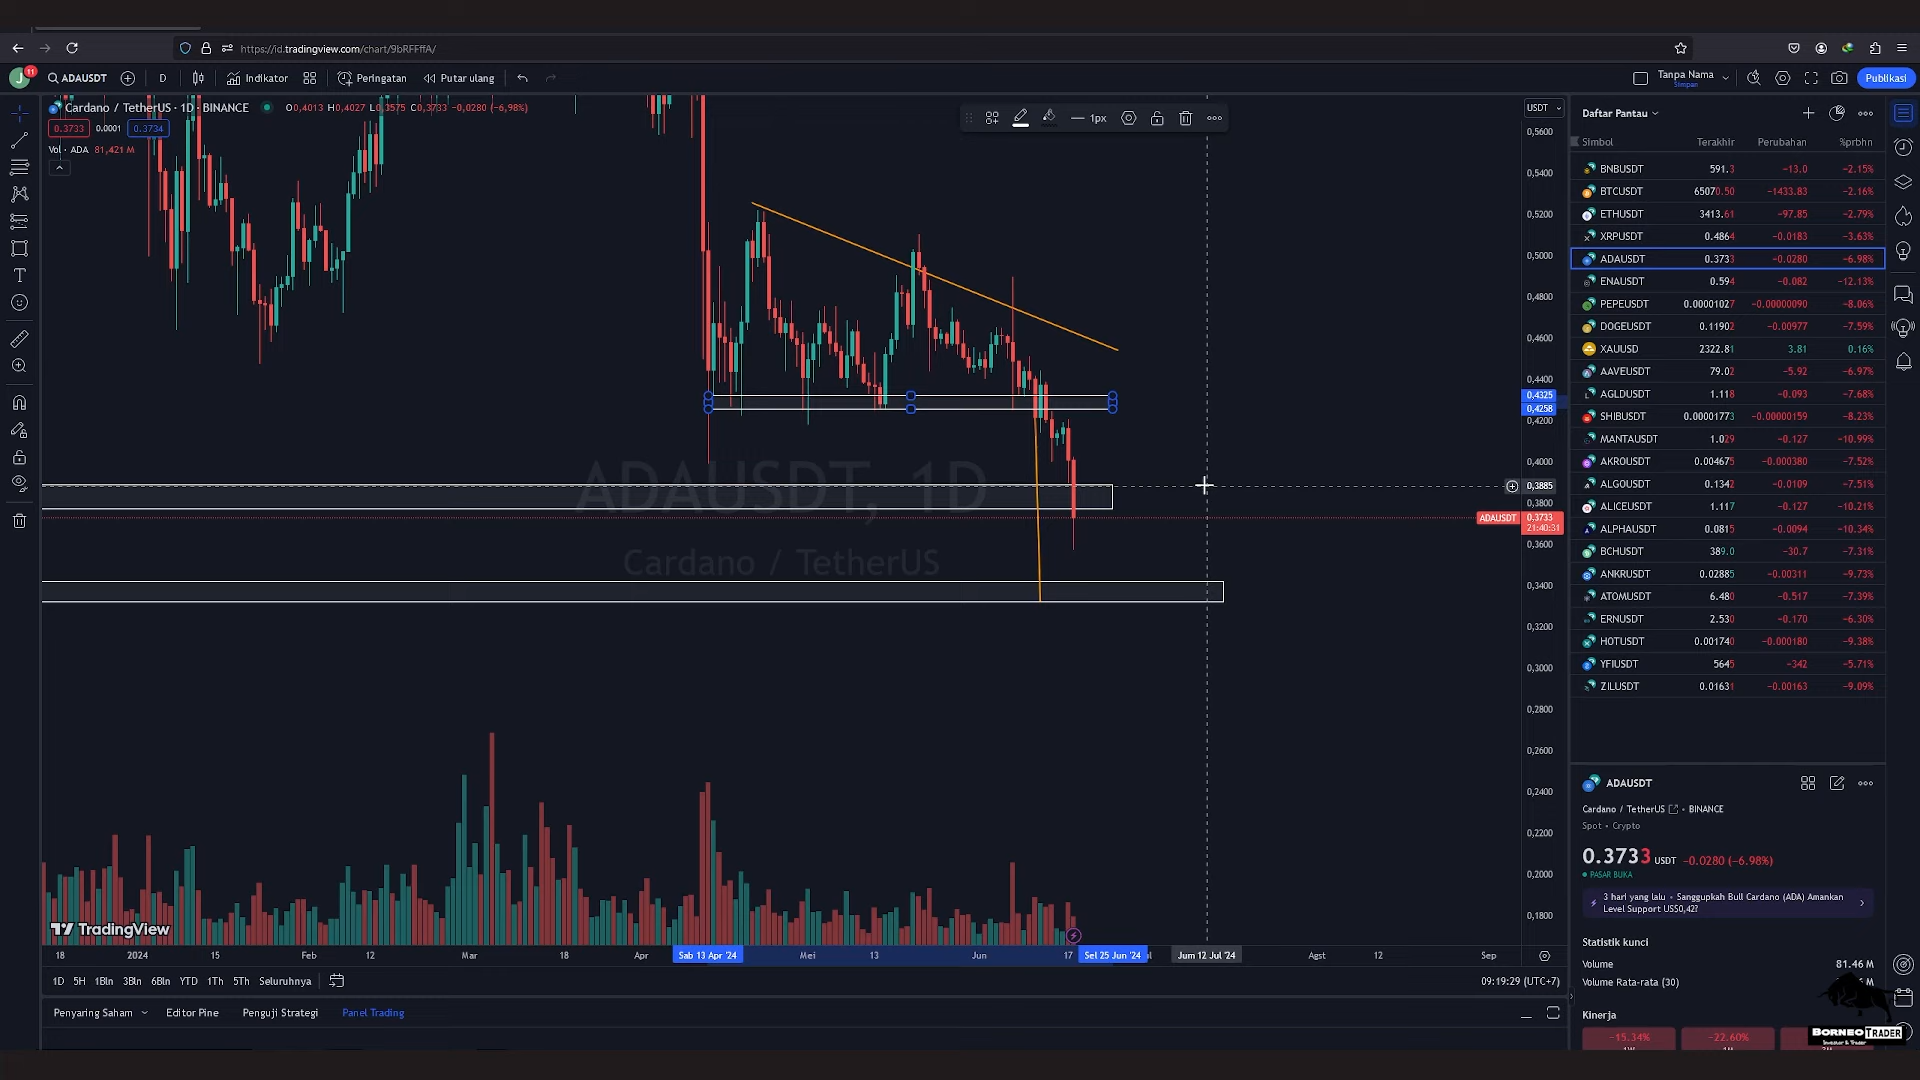 https://id.tradingview.com/chart/9bRFFffA/
J 11 ADAUSDT D Indikator Peringatan Putar ulang Tanpa Nama Simpan Publikasi
Cardano / TetherUS · 1D · BINANCE O0,4013 H0,4027 L0,3575 C0,3733 −0,0280 (−6,98%)
0.3733 0.0001 0.3734
Vol · ADA 81,421 M
1px
USDT
0,5600
0,5400
0,5200
0,5000
0,4800
0,4600
0,4400
0,4325
0,4258
0,4200
0,4000
0,3885
0,3800
ADAUSDT 0.3733
21:40:31
0,3600
0,3400
0,3200
0,3000
0,2800
0,2600
0,2400
0,2200
0,2000
0,1800
ADAUSDT, 1D
Cardano / TetherUS
TradingView
18 2024 15 Feb 12 Mar 18 Apr Sab 13 Apr '24 Mei 13 Jun 17 Sel 25 Jun '24 Jum 12 Jul '24 Agst 12 Sep
1D 5H 1Bln 3Bln 6Bln YTD 1Th 5Th Seluruhnya 09:19:29 (UTC+7)
Penyaring Saham Editor Pine Penguji Strategi Panel Trading
Daftar Pantau
Simbol Terakhir Perubahan %prbhn
BNBUSDT 591.3 −13.0 −2.15%
BTCUSDT 65070.50 −1433.83 −2.16%
ETHUSDT 3413.61 −97.85 −2.79%
XRPUSDT 0.4864 −0.0183 −3.63%
ADAUSDT 0.3733 −0.0280 −6.98%
ENAUSDT 0.594 −0.082 −12.13%
PEPEUSDT 0.00001027 −0.00000090 −8.06%
DOGEUSDT 0.11902 −0.00977 −7.59%
XAUUSD 2322.81 3.81 0.16%
AAVEUSDT 79.02 −5.92 −6.97%
AGLDUSDT 1.118 −0.093 −7.68%
SHIBUSDT 0.00001773 −0.00000159 −8.23%
MANTAUSDT 1.029 −0.127 −10.99%
AKROUSDT 0.004675 −0.000380 −7.52%
ALGOUSDT 0.1342 −0.0109 −7.51%
ALICEUSDT 1.117 −0.127 −10.21%
ALPHAUSDT 0.0815 −0.0094 −10.34%
BCHUSDT 389.0 −30.7 −7.31%
ANKRUSDT 0.02885 −0.00311 −9.73%
ATOMUSDT 6.480 −0.517 −7.39%
ERNUSDT 2.530 −0.170 −6.30%
HOTUSDT 0.001740 −0.000180 −9.38%
YFIUSDT 5645 −342 −5.71%
ZILUSDT 0.01631 −0.00163 −9.09%
ADAUSDT
Cardano / TetherUS • BINANCE
Spot • Crypto
0.3733 USDT −0.0280 (−6.98%)
PASAR BUKA
3 hari yang lalu • Sanggupkah Bull Cardano (ADA) Amankan
Level Support US$0,42?
Statistik kunci
Volume 81.46 M
Volume Rata-rata (30) M
Kinerja
−15.34% −22.60%
1W 1M
BORNEO TRADER
Investor & Trader